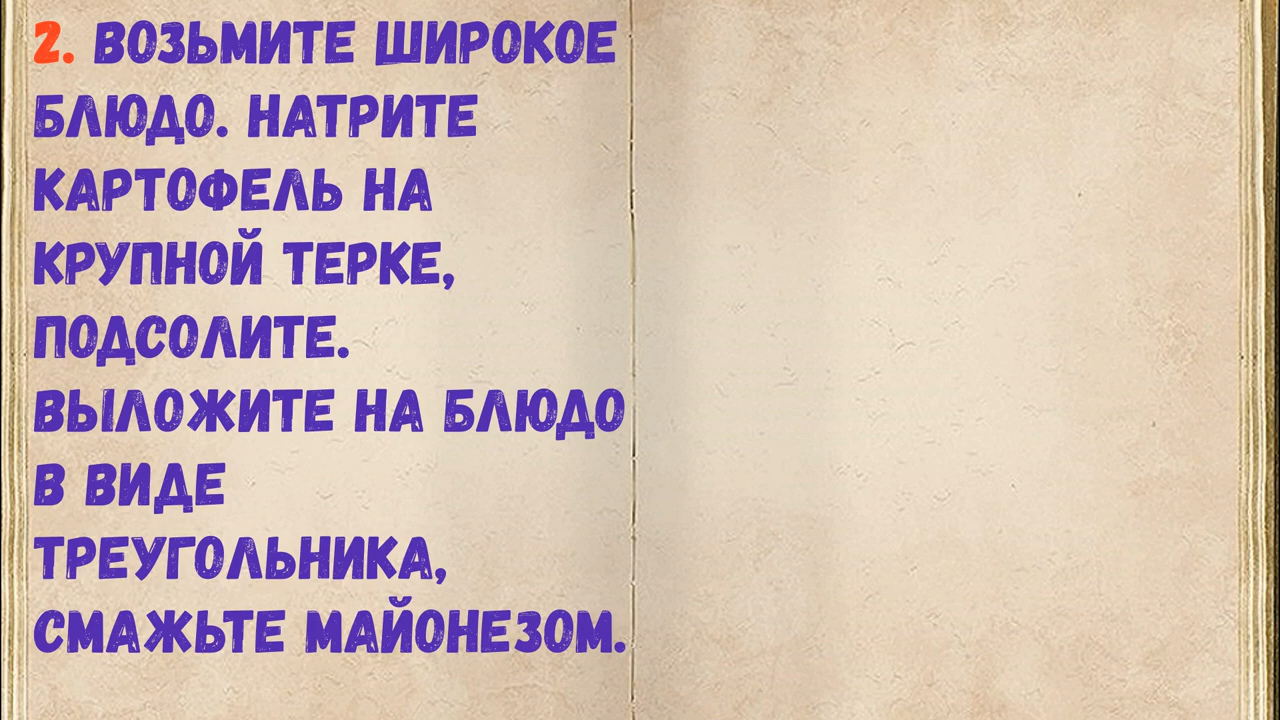 2. ВОЗЬМИТЕ ШИРОКОЕ
БЛЮДО. НАТРИТЕ
КАРТОФЕЛЬ НА
КРУПНОЙ ТЕРКЕ,
ПОДСОЛИТЕ.
ВЫЛОЖИТЕ НА БЛЮДО
В ВИДЕ
ТРЕУГОЛЬНИКА,
СМАЖЬТЕ МАЙОНЕЗОМ.